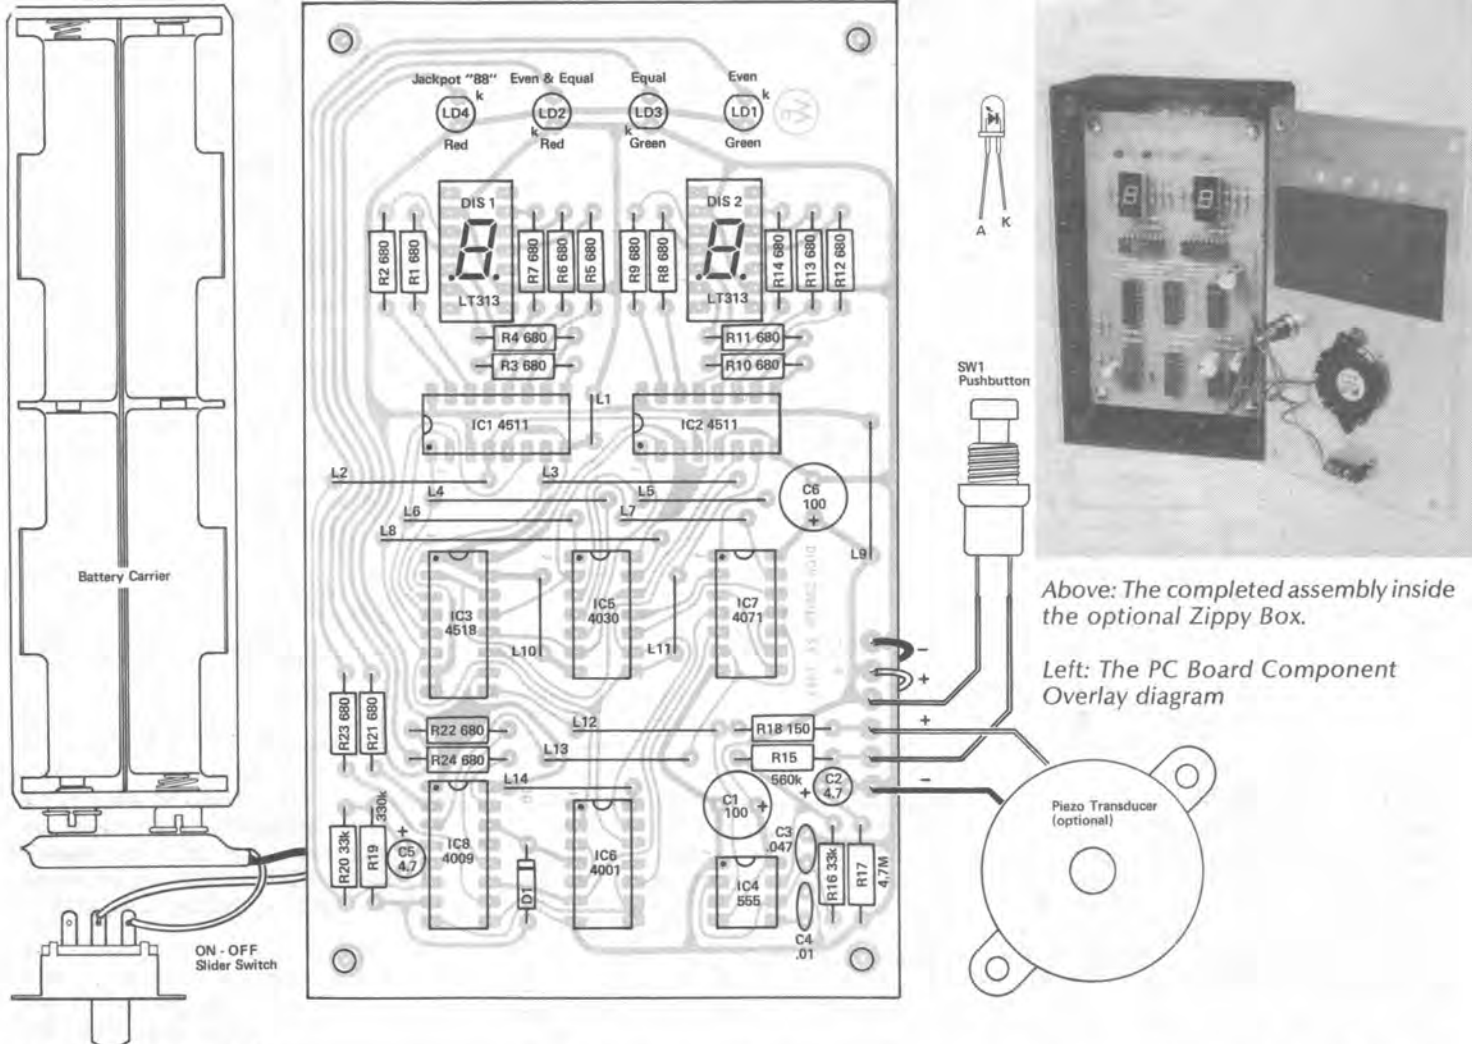 Jackpot "88" Even & Equal Equal Even
k k
LD4 LD2 LD3 LD1
k k
Red Red Green Green
DIS 1 DIS 2
R2 680
R1 680
R7 680
R6 680
R5 680
R9 680
R8 680
R14 680
R13 680
R12 680
LT313 LT313
R4 680 R11 680
R3 680 R10 680
L1
IC1 4511 IC2 4511
L2 L3
L4 L5
L6 L7
L8 L9
C6
100
+
IC3
4518
IC5
4030
IC7
4071
L10 L11
R23 680
R21 680
R22 680 L12 R18 150
R24 680 L13 R15
560k
L14
C1
100
+
+
C2
4.7
R20 33k
R19
330k
+
C5
4.7
IC8
4009
D1
IC6
4001
IC4
555
C3
.047
C4
.01
R16 33k
R17
4,7M
-
+
+
-
Battery Carrier
ON - OFF
Slider Switch
A K
SW1
Pushbutton
Piezo Transducer
(optional)
Above: The completed assembly inside
the optional Zippy Box.
Left: The PC Board Component
Overlay diagram